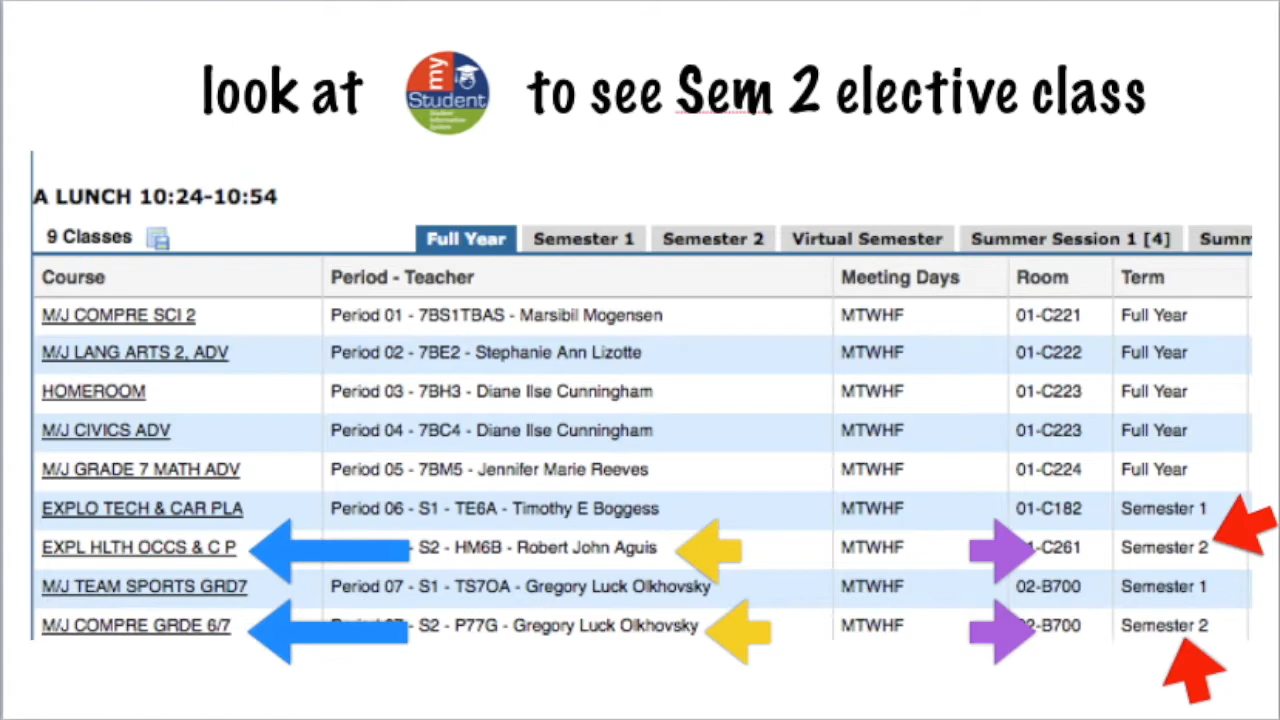 look at my Student Student Information System to see Sem 2 elective class
A LUNCH 10:24-10:54
9 Classes Full Year Semester 1 Semester 2 Virtual Semester Summer Session 1 [4] Summ
Course Period - Teacher Meeting Days Room Term
M/J COMPRE SCI 2 Period 01 - 7BS1TBAS - Marsibil Mogensen MTWHF 01-C221 Full Year
M/J LANG ARTS 2, ADV Period 02 - 7BE2 - Stephanie Ann Lizotte MTWHF 01-C222 Full Year
HOMEROOM Period 03 - 7BH3 - Diane Ilse Cunningham MTWHF 01-C223 Full Year
M/J CIVICS ADV Period 04 - 7BC4 - Diane Ilse Cunningham MTWHF 01-C223 Full Year
M/J GRADE 7 MATH ADV Period 05 - 7BM5 - Jennifer Marie Reeves MTWHF 01-C224 Full Year
EXPLO TECH & CAR PLA Period 06 - S1 - TE6A - Timothy E Boggess MTWHF 01-C182 Semester 1
EXPL HLTH OCCS & C P - S2 - HM6B - Robert John Aguis MTWHF -C261 Semester 2
M/J TEAM SPORTS GRD7 Period 07 - S1 - TS7OA - Gregory Luck Olkhovsky MTWHF 02-B700 Semester 1
M/J COMPRE GRDE 6/7 - S2 - P77G - Gregory Luck Olkhovsky MTWHF -B700 Semester 2